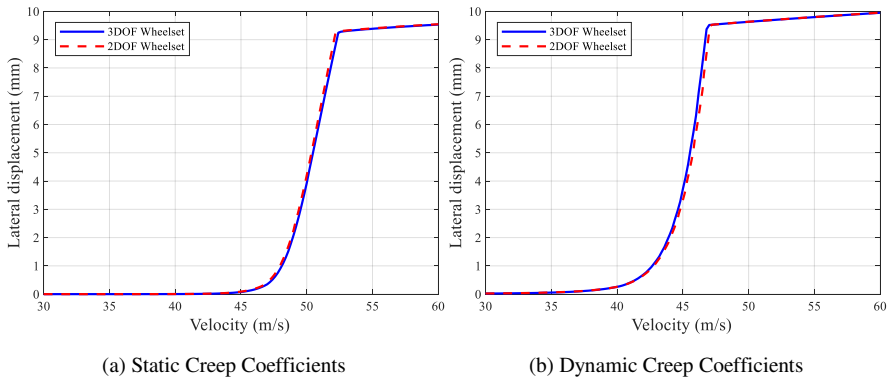 10
9
8
7
6
5
4
3
2
1
0
Lateral displacement (mm)
3DOF Wheelset
2DOF Wheelset
30 35 40 45 50 55 60
Velocity (m/s)
(a) Static Creep Coefficients
10
9
8
7
6
5
4
3
2
1
0
Lateral displacement (mm)
3DOF Wheelset
2DOF Wheelset
30 35 40 45 50 55 60
Velocity (m/s)
(b) Dynamic Creep Coefficients